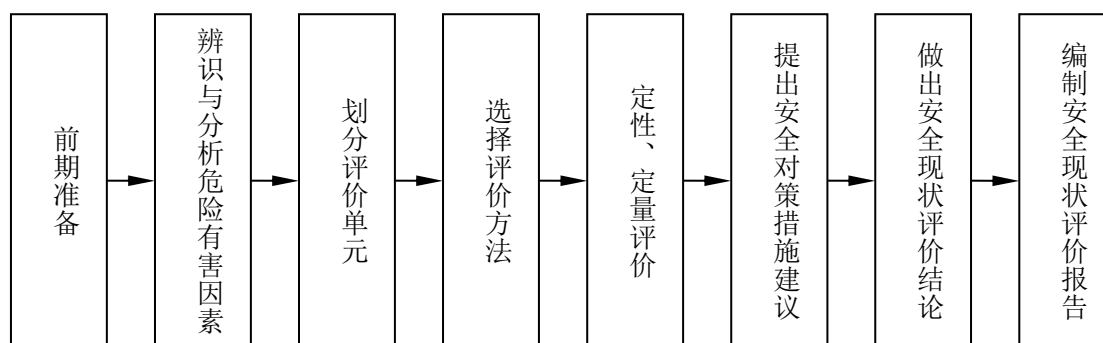 前期准备
辨识与分析危险有害因素
划分评价单元
选择评价方法
定性、定量评价
提出安全对策措施建议
做出安全现状评价结论
编制安全现状评价报告